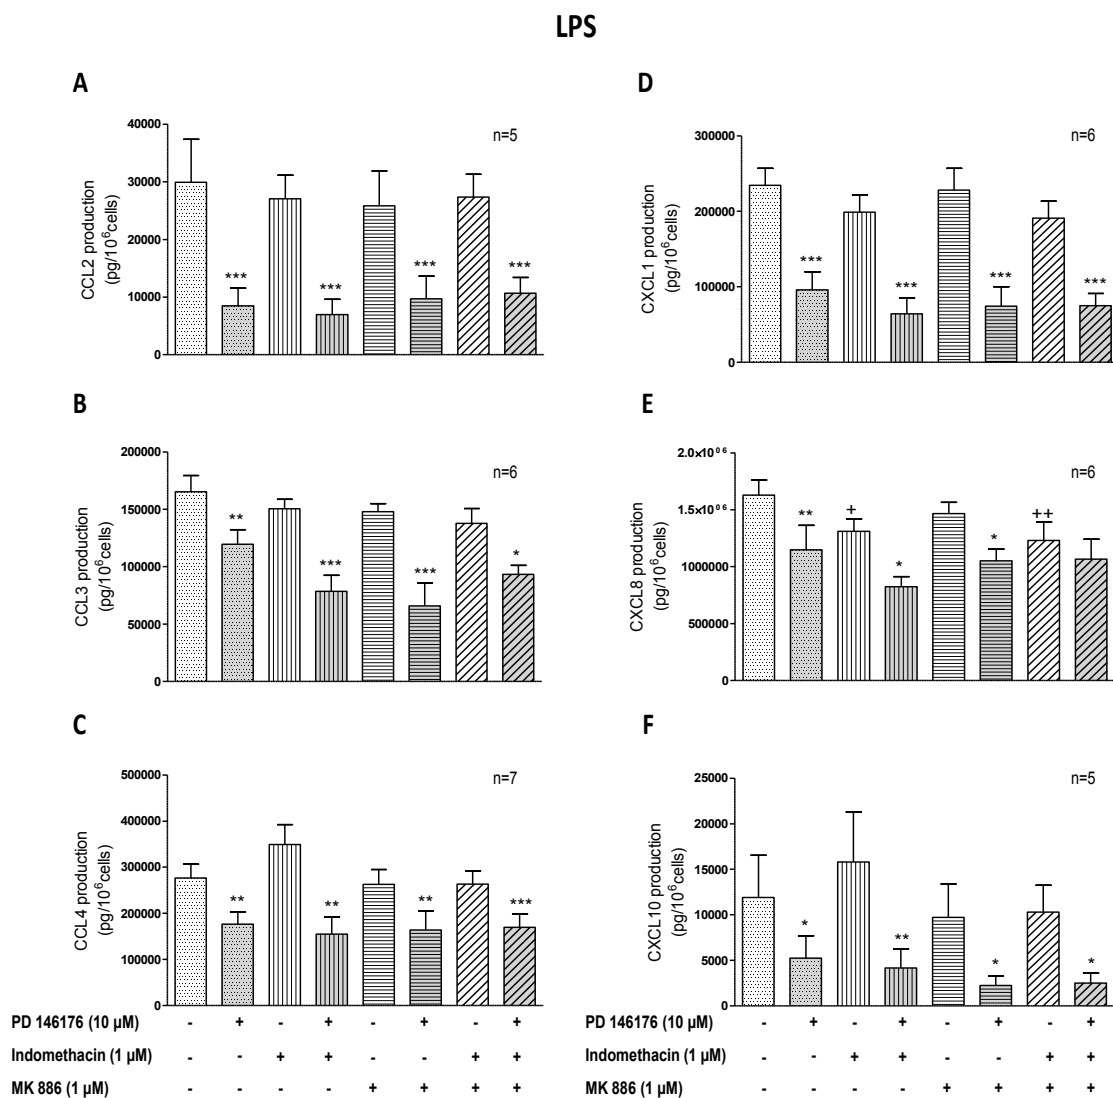 LPS
A
CCL2 production
(pg/10⁶cells)
40000
30000
20000
10000
0
n=5
*** *** *** ***
B
CCL3 production
(pg/10⁶cells)
200000
150000
100000
50000
0
n=6
** *** *** *
C
CCL4 production
(pg/10⁶cells)
500000
400000
300000
200000
100000
0
n=7
** ** ** ***
PD 146176 (10 µM) - + - + - + - +
Indomethacin (1 µM) - - + + - - + +
MK 886 (1 µM) - - - - + + + +
D
CXCL1 production
(pg/10⁶cells)
300000
200000
100000
0
n=6
*** *** *** ***
E
CXCL8 production
(pg/10⁶cells)
2.0×10⁰⁶
1.5×10⁰⁶
1000000
500000
0
n=6
** + * * ++
F
CXCL10 production
(pg/10⁶cells)
25000
20000
15000
10000
5000
0
n=5
* ** * *
PD 146176 (10 µM) - + - + - + - +
Indomethacin (1 µM) - - + + - - + +
MK 886 (1 µM) - - - - + + + +